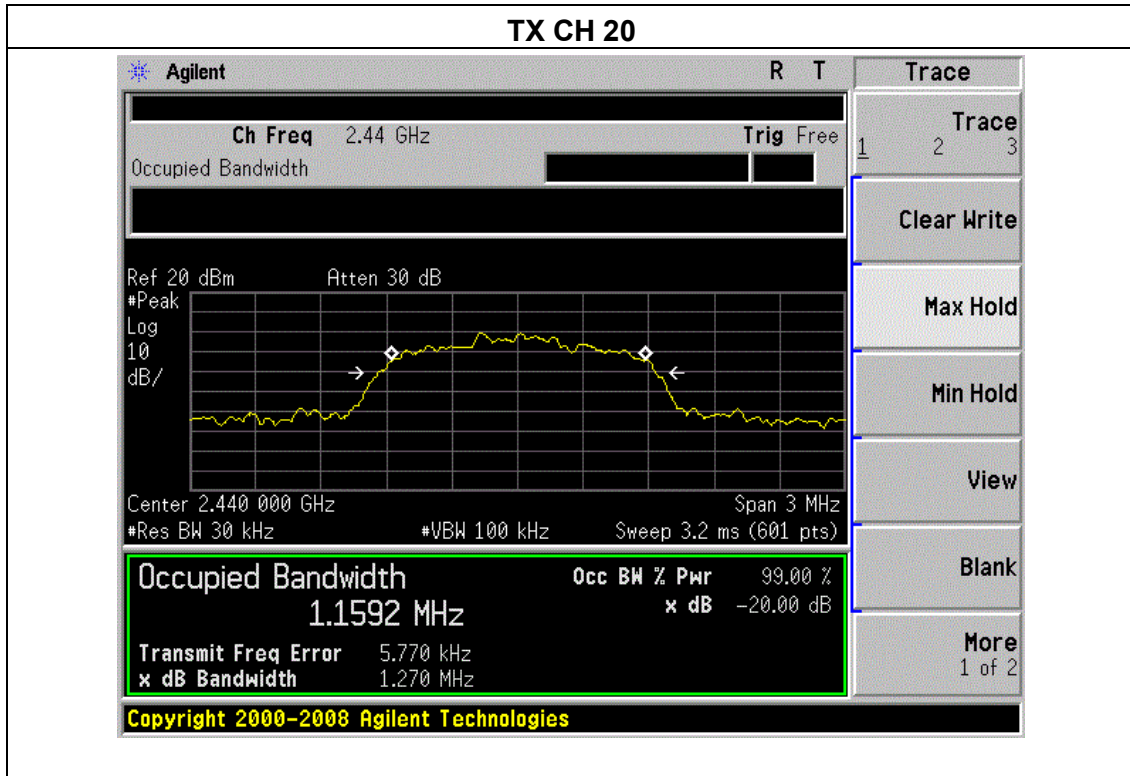 TX CH 20
Agilent R T Trace
Ch Freq 2.44 GHz Trig Free
Occupied Bandwidth
Trace
1 2 3
Clear Write
Max Hold
Min Hold
View
Blank
More
1 of 2
Ref 20 dBm Atten 30 dB
#Peak
Log
10
dB/
Center 2.440 000 GHz Span 3 MHz
#Res BW 30 kHz #VBW 100 kHz Sweep 3.2 ms (601 pts)
Occupied Bandwidth Occ BW % Pwr 99.00 %
1.1592 MHz x dB -20.00 dB
Transmit Freq Error 5.770 kHz
x dB Bandwidth 1.270 MHz
Copyright 2000-2008 Agilent Technologies